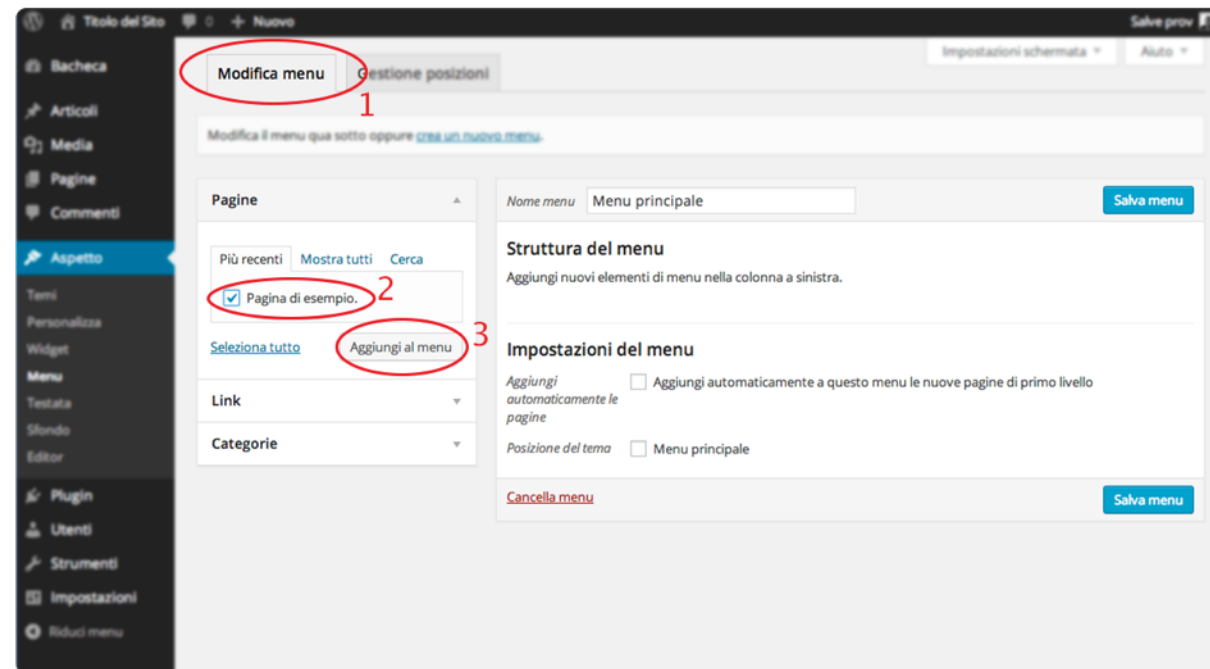 Titolo del Sito 0 + Nuovo Salve prov
Impostazioni schermata Aiuto
Bacheca
Articoli
Media
Pagine
Commenti
Aspetto
Temi
Personalizza
Widget
Menu
Testata
Sfondo
Editor
Plugin
Utenti
Strumenti
Impostazioni
Riduci menu
Modifica menu Gestione posizioni
1
Modifica il menu qua sotto oppure crea un nuovo menu.
Pagine
Più recenti Mostra tutti Cerca
Pagina di esempio. 2
Seleziona tutto Aggiungi al menu 3
Link
Categorie
Nome menu Menu principale Salva menu
Struttura del menu
Aggiungi nuovi elementi di menu nella colonna a sinistra.
Impostazioni del menu
Aggiungi
automaticamente le
pagine
Aggiungi automaticamente a questo menu le nuove pagine di primo livello
Posizione del tema Menu principale
Cancella menu Salva menu